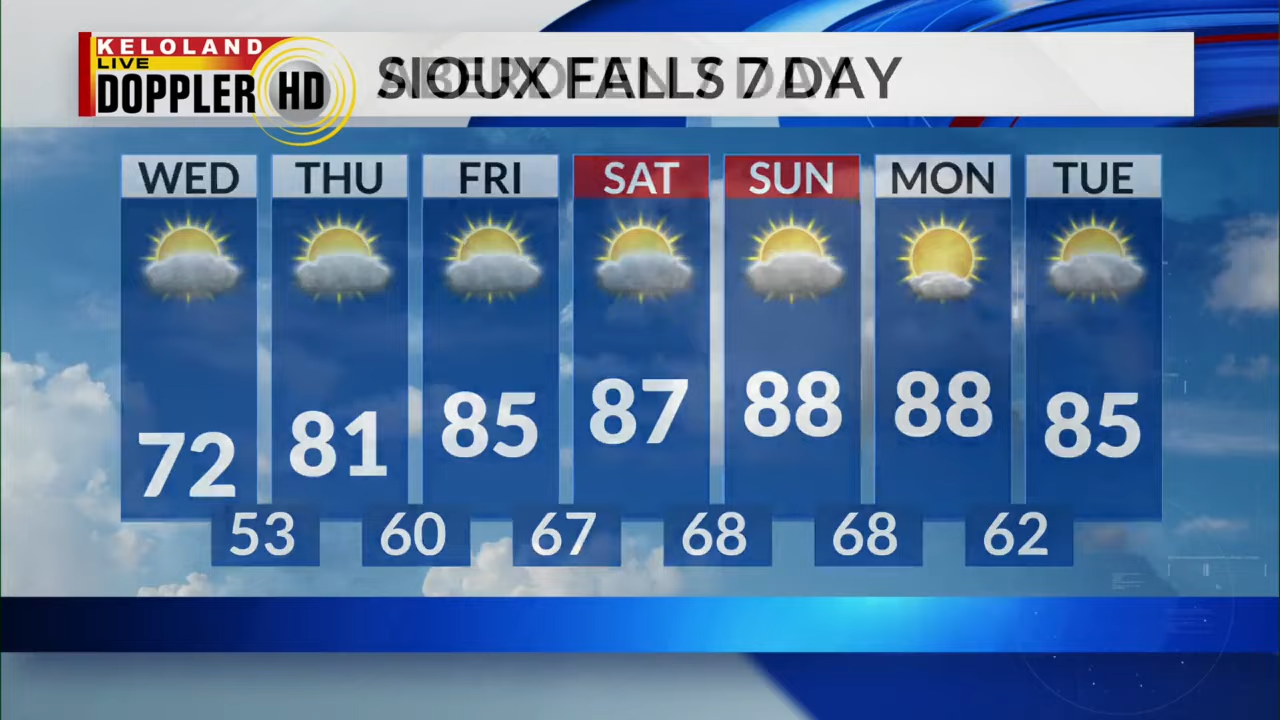 KELOLAND
LIVE
DOPPLER HD
SIOUX FALLS 7 DAY
WED THU FRI SAT SUN MON TUE
72 81 85 87 88 88 85
53 60 67 68 68 62